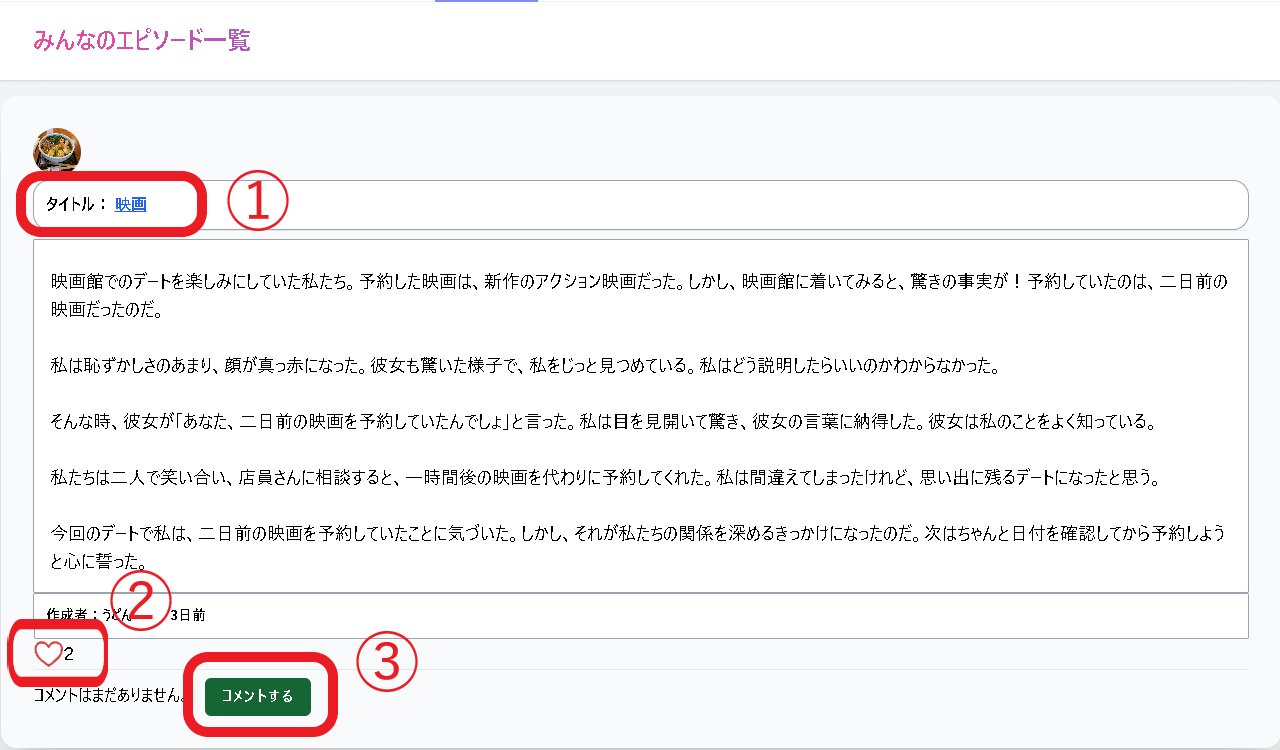 みんなのエピソード一覧
タイトル： 映画
①
映画館でのデートを楽しみにしていた私たち。予約した映画は、新作のアクション映画だった。しかし、映画館に着いてみると、驚きの事実が！予約していたのは、二日前の
映画だったのだ。
私は恥ずかしさのあまり、顔が真っ赤になった。彼女も驚いた様子で、私をじっと見つめている。私はどう説明したらいいのかわからなかった。
そんな時、彼女が「あなた、二日前の映画を予約していたんでしょ」と言った。私は目を見開いて驚き、彼女の言葉に納得した。彼女は私のことをよく知っている。
私たちは二人で笑い合い、店員さんに相談すると、一時間後の映画を代わりに予約してくれた。私は間違えてしまったけれど、思い出に残るデートになったと思う。
今回のデートで私は、二日前の映画を予約していたことに気づいた。しかし、それが私たちの関係を深めるきっかけになったのだ。次はちゃんと日付を確認してから予約しよう
と心に誓った。
②
作成者：うどん 3日前
2
③
コメントはまだありません。 コメントする